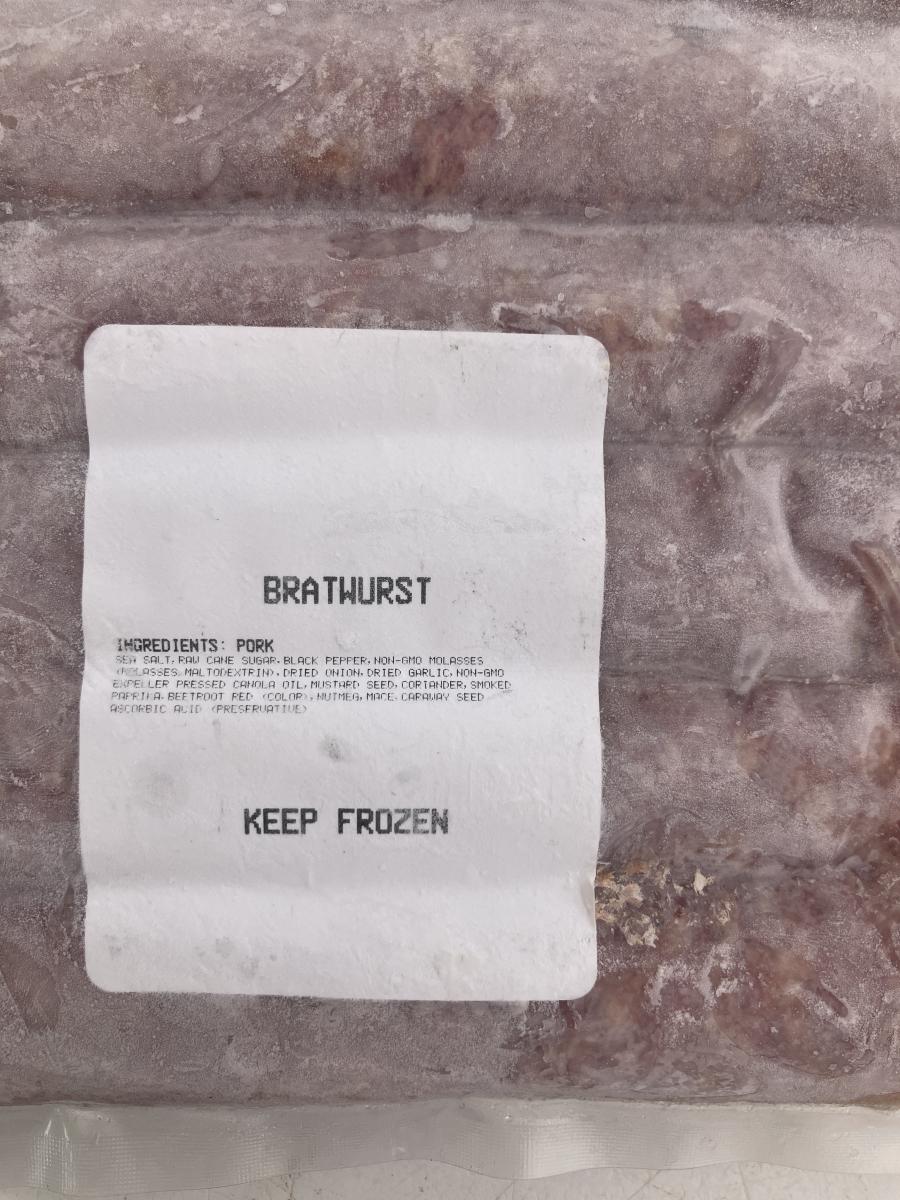 BRATWURST
INGREDIENTS: PORK
SEA SALT, RAW CANE SUGAR, BLACK PEPPER, NON-GMO MOLASSES
(MOLASSES, MALTODEXTRIN), DRIED ONION, DRIED GARLIC, NON-GMO
EXPELLER PRESSED CANOLA OIL, MUSTARD SEED, CORIANDER, SMOKED
PAPRIKA, BEETROOT RED (COLOR), NUTMEG, MACE, CARAWAY SEED
ASCORBIC ACID (PRESERVATIVE)
KEEP FROZEN